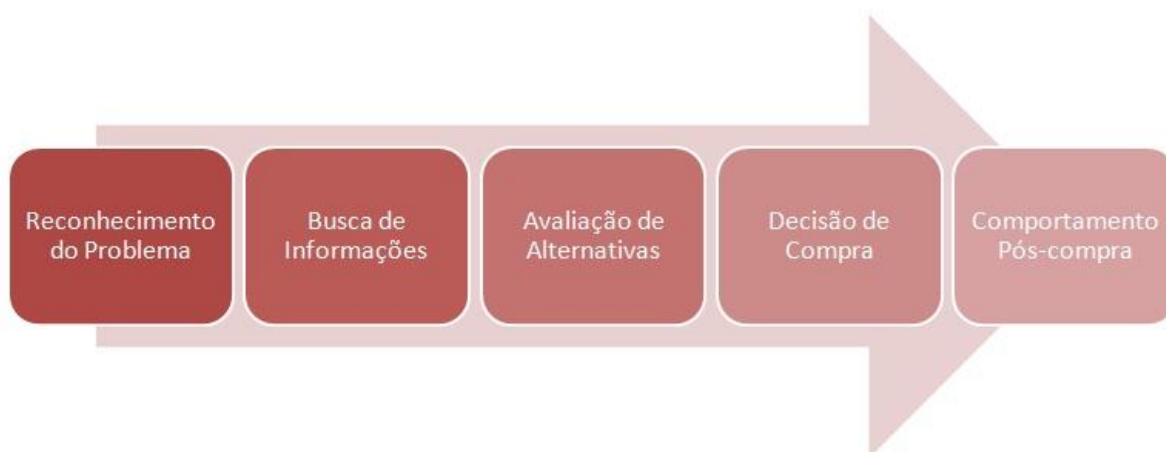 Reconhecimento
do Problema
Busca de
Informações
Avaliação de
Alternativas
Decisão de
Compra
Comportamento
Pós-compra